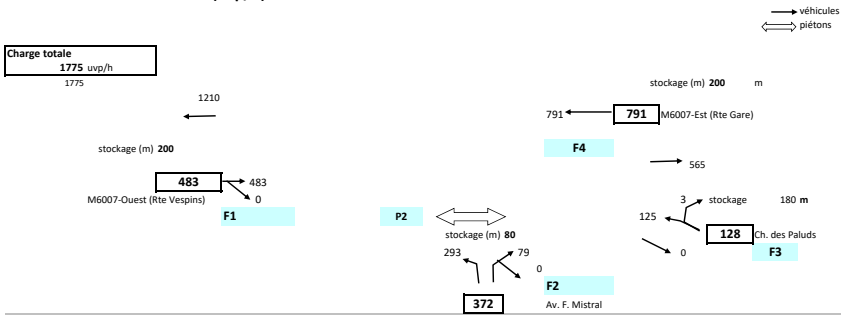 véhicules
piétons
Charge totale
1775 uvp/h
1775
stockage (m) 200 m
1210
791 791 M6007-Est (Rte Gare)
F4
stockage (m) 200
565
483 483
0
M6007-Ouest (Rte Vespins)
F1
P2
3 stockage 180 m
125
128 Ch. des Paluds
0
F3
stockage (m) 80
293 79
0
F2
372 Av. F. Mistral